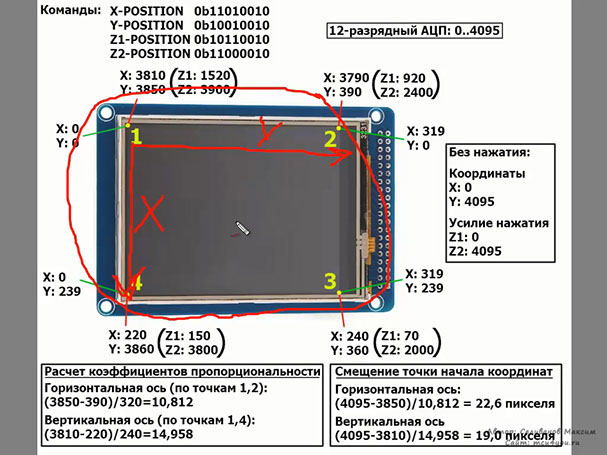 Команды:
X-POSITION 0b11010010
Y-POSITION 0b10010010
Z1-POSITION 0b10110010
Z2-POSITION 0b11000010
12-разрядный АЦП: 0..4095
X: 3810 (Z1: 1520
Y: 3850 Z2: 3900)
X: 3790 (Z1: 920
Y: 390 Z2: 2400)
X: 0
Y: 0
1
Y
2
X: 319
Y: 0
Без нажатия:
Координаты
X: 0
Y: 4095
Усилие нажатия
Z1: 0
Z2: 4095
X
X: 0
Y: 239
4
3
X: 319
Y: 239
X: 220 (Z1: 150
Y: 3860 Z2: 3800)
X: 240 (Z1: 70
Y: 360 Z2: 2000)
Расчет коэффициентов пропорциональности
Горизонтальная ось (по точкам 1,2):
(3850-390)/320=10,812
Вертикальная ось (по точкам 1,4):
(3810-220)/240=14,958
Смещение точки начала координат
Горизонтальная ось:
(4095-3850)/10,812 = 22,6 пикселя
Вертикальная ось
(4095-3810)/14,958 = 19,0 пикселя
Автор: Селиванов Максим
Сайт: mcu4you.ru